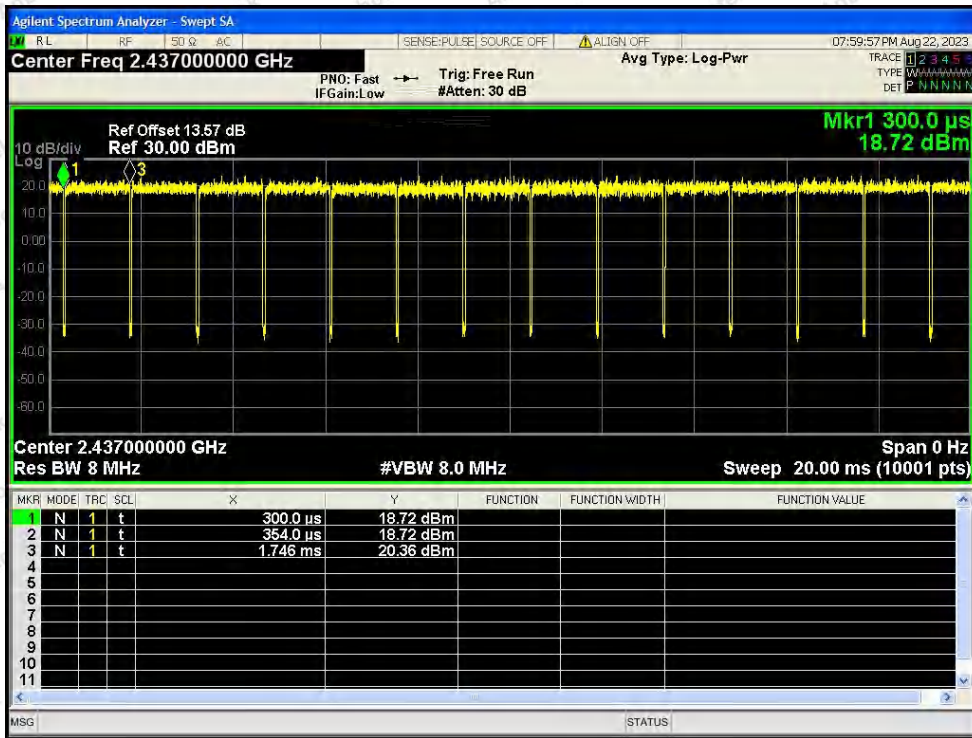 Agilent Spectrum Analyzer - Swept SA
RL RF 50 Ω AC SENSE:PULSE SOURCE OFF ALIGN OFF 07:59:57 PM Aug 22, 2023
Center Freq 2.437000000 GHz
Avg Type: Log-Pwr
TRACE 1 2 3 4 5 6
PNO: Fast Trig: Free Run
TYPE W
IFGain:Low #Atten: 30 dB
DET P N N N N N
Mkr1 300.0 µs
18.72 dBm
Ref Offset 13.57 dB
10 dB/div Ref 30.00 dBm
Log
1
3
20.0
10.0
0.00
-10.0
-20.0
-30.0
-40.0
-50.0
-60.0
Center 2.437000000 GHz Span 0 Hz
Res BW 8 MHz #VBW 8.0 MHz Sweep 20.00 ms (10001 pts)
MKR MODE TRC SCL X Y FUNCTION FUNCTION WIDTH FUNCTION VALUE
1 N 1 t 300.0 µs 18.72 dBm
2 N 1 t 354.0 µs 18.72 dBm
3 N 1 t 1.746 ms 20.36 dBm
4
5
6
7
8
9
10
11
MSG STATUS